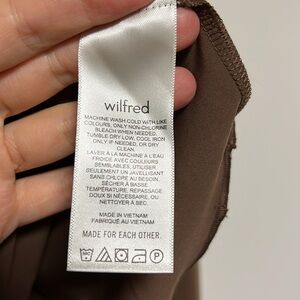 wilfred
MACHINE WASH COLD WITH LIKE
COLOURS, ONLY NON-CHLORINE
BLEACH WHEN NEEDED,
TUMBLE DRY LOW, COOL IRON
ONLY IF NEEDED, OR DRY
CLEAN.
LAVER À LA MACHINE À L'EAU
FROIDE AVEC COULEURS
SEMBLABLES, UTILISER
SEULEMENT UN JAVELLISANT
SANS CHLORE AU BESOIN,
SÉCHER À BASSE
TEMPÉRATURE, REPASSAGE
DOUX SI NÉCESSAIRE, OU
NETTOYER À SEC.
MADE IN VIETNAM
FABRIQUÉ AU VIETNAM
MADE FOR EACH OTHER.
P